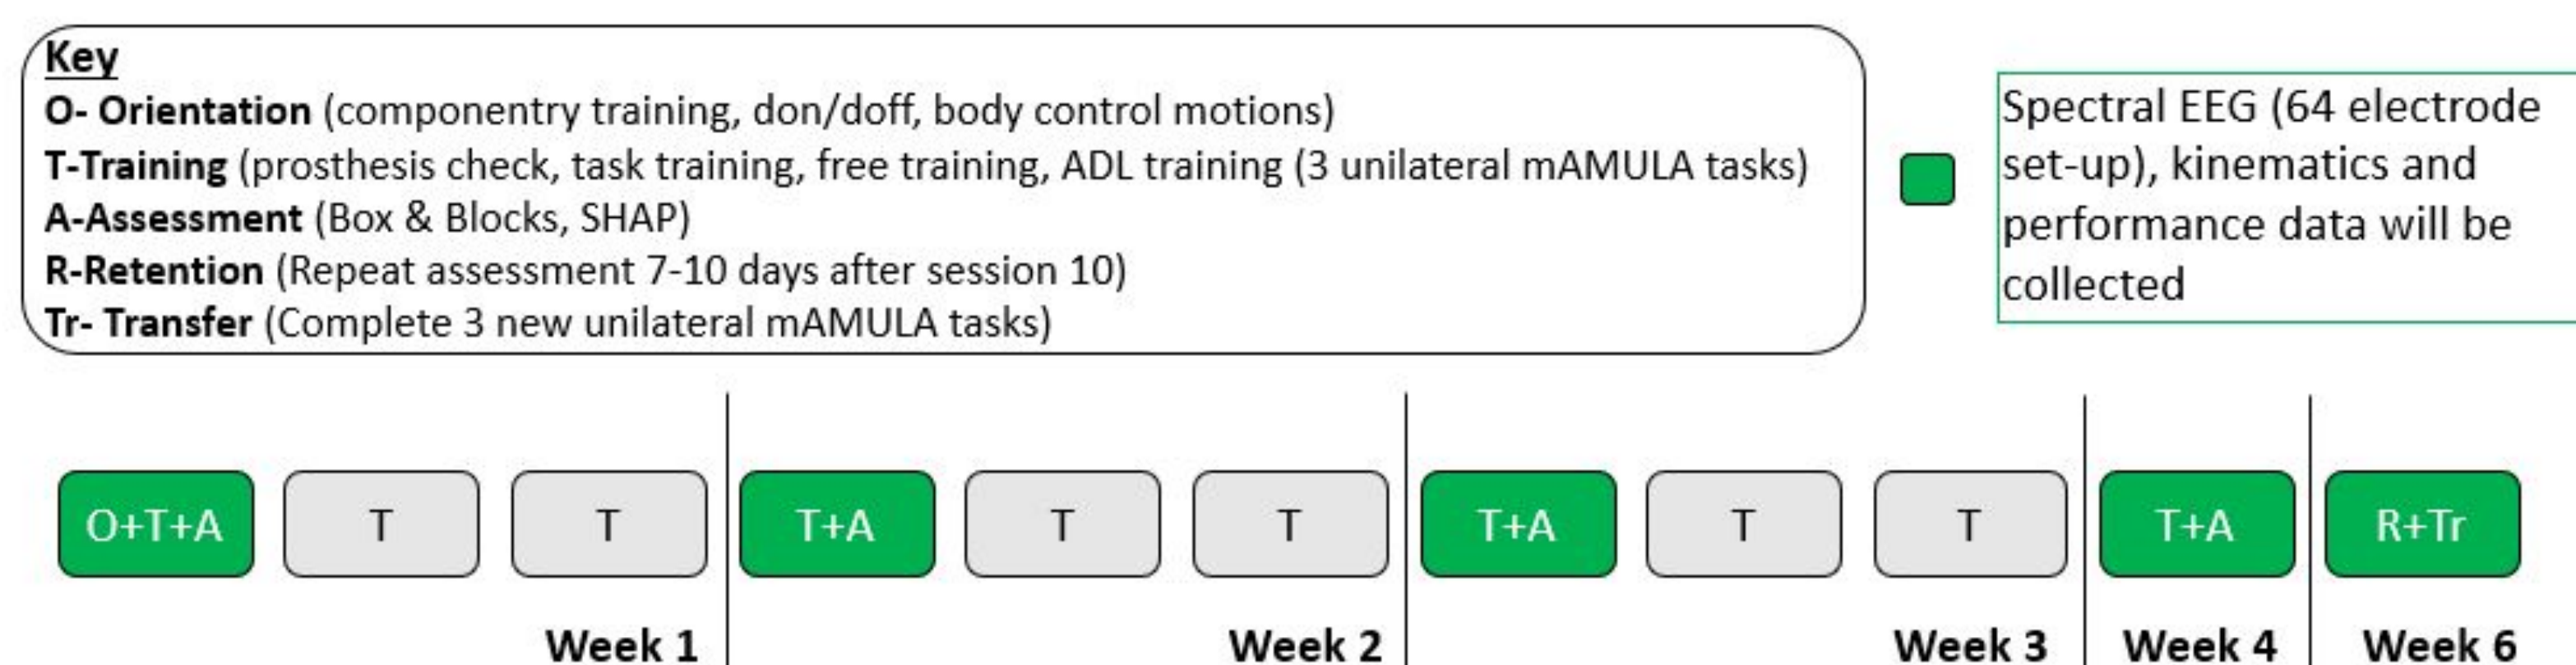 Key
O- Orientation (componentry training, don/doff, body control motions)
T-Training (prosthesis check, task training, free training, ADL training (3 unilateral mAMULA tasks)
A-Assessment (Box & Blocks, SHAP)
R-Retention (Repeat assessment 7-10 days after session 10)
Tr- Transfer (Complete 3 new unilateral mAMULA tasks)
Spectral EEG (64 electrode
set-up), kinematics and
performance data will be
collected
O+T+A T T T+A T T T+A T T T+A R+Tr
Week 1 Week 2 Week 3 Week 4 Week 6